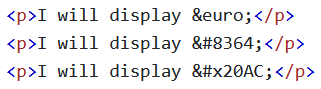 <p>I will display &euro;</p>
<p>I will display &#8364;</p>
<p>I will display &#x20AC;</p>